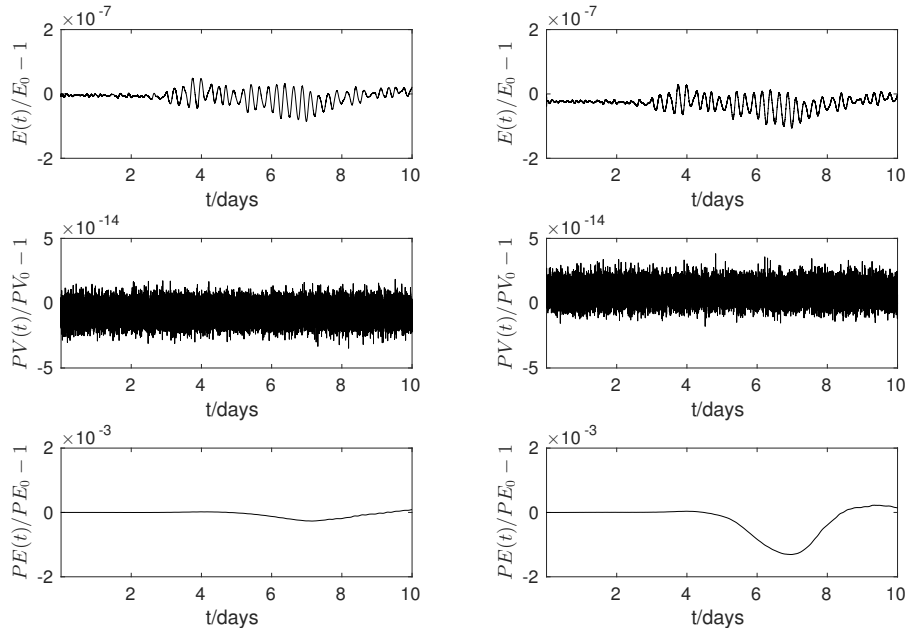 ×10 -7
2
0
-2
E(t)/E0 − 1
2 4 6 8 10
t/days
×10 -7
2
0
-2
E(t)/E0 − 1
2 4 6 8 10
t/days
×10 -14
5
0
-5
PV(t)/PV0 − 1
2 4 6 8 10
t/days
×10 -14
5
0
-5
PV(t)/PV0 − 1
2 4 6 8 10
t/days
×10 -3
2
0
-2
PE(t)/PE0 − 1
2 4 6 8 10
t/days
×10 -3
2
0
-2
PE(t)/PE0 − 1
2 4 6 8 10
t/days